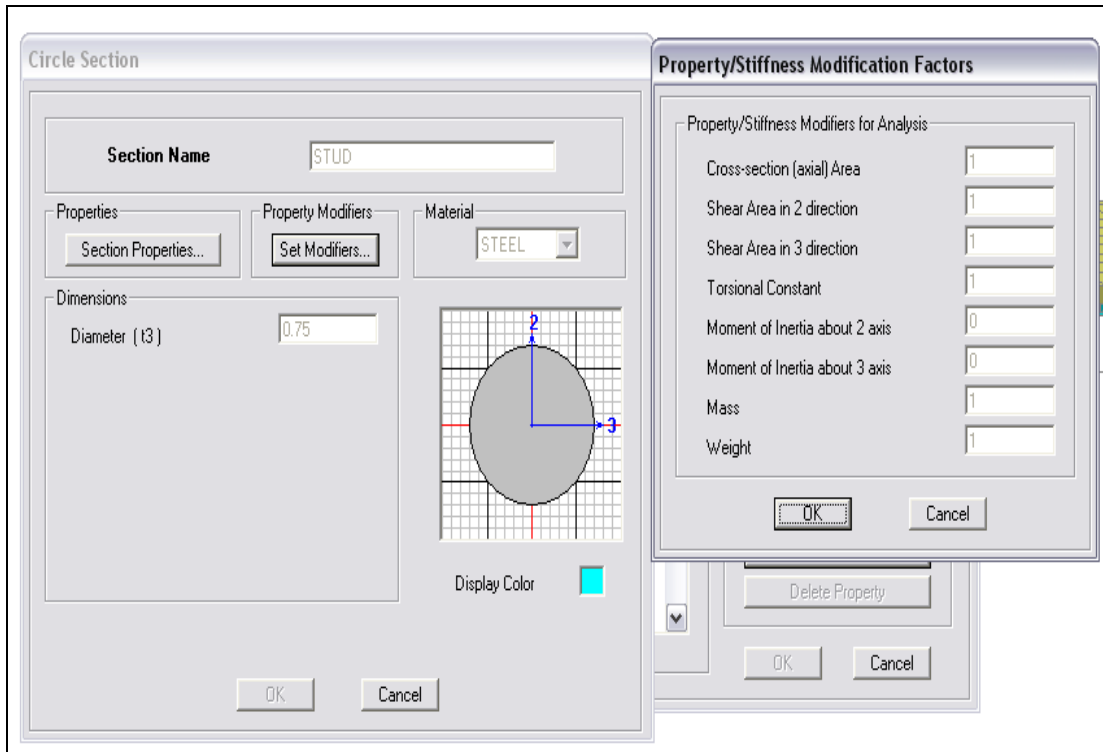 Circle Section
Section Name
STUD
Properties
Section Properties...
Property Modifiers
Set Modifiers...
Material
STEEL
Dimensions
Diameter ( t3 )
0.75
2
3
Display Color
OK
Cancel
Property/Stiffness Modification Factors
Property/Stiffness Modifiers for Analysis
Cross-section (axial) Area 1
Shear Area in 2 direction 1
Shear Area in 3 direction 1
Torsional Constant 1
Moment of Inertia about 2 axis 0
Moment of Inertia about 3 axis 0
Mass 1
Weight 1
OK
Cancel
Delete Property
OK
Cancel